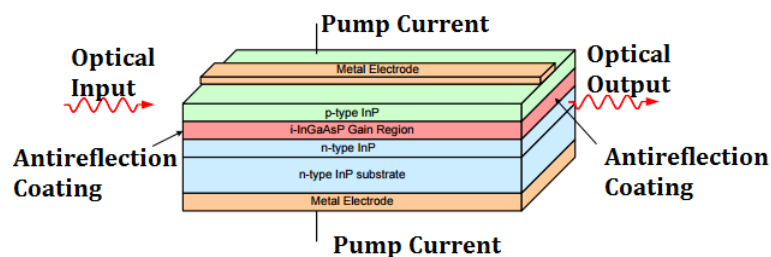 Pump Current
Optical
Input
Metal Electrode
Optical
Output
p-type InP
i-InGaAsP Gain Region
n-type InP
n-type InP substrate
Metal Electrode
Antireflection
Coating
Antireflection
Coating
Pump Current